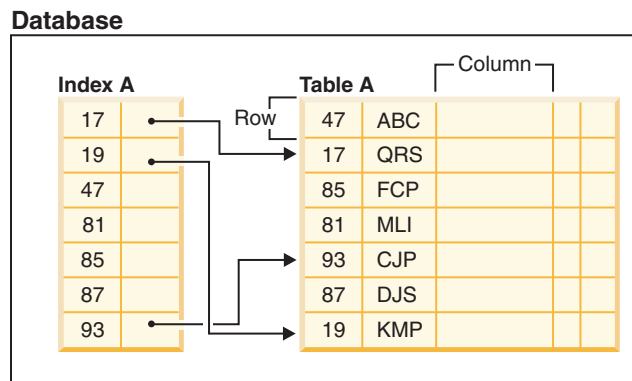 Database
Column
Index A Table A
17 Row 47 ABC
19 17 QRS
47 85 FCP
81 81 MLI
85 93 CJP
87 87 DJS
93 19 KMP